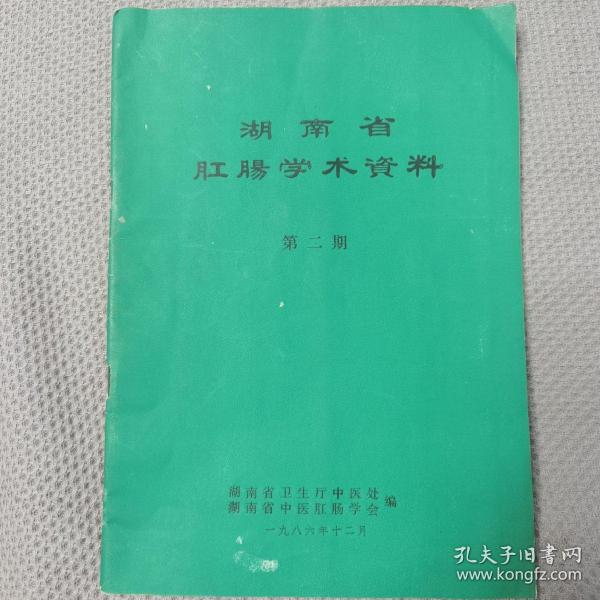 湖南省
肛腸学术資料
第二期
湖南省卫生厅中医处
湖南省中医肛肠学会
编
一九八六年十二月
孔夫子旧书网
www.kongfz.com